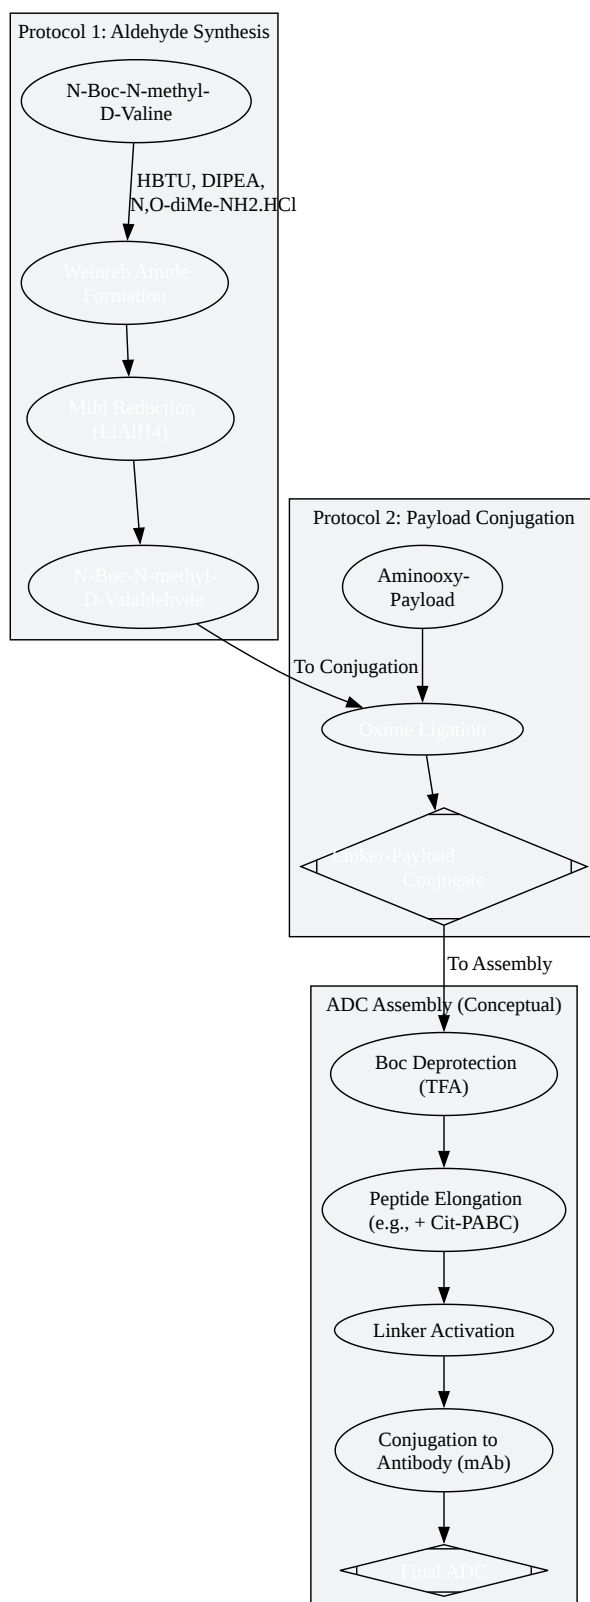 Protocol 1: Aldehyde Synthesis
N-Boc-N-methyl-
D-Valine
HBTU, DIPEA,
N,O-diMe-NH2.HCl
Weinreb Amide
Formation
Mild Reduction
(LiAlH4)
N-Boc-N-methyl-
D-Valaldehyde
Protocol 2: Payload Conjugation
Aminooxy-
Payload
To Conjugation
Oxime Ligation
Linker-Payload
Conjugate
To Assembly
ADC Assembly (Conceptual)
Boc Deprotection
(TFA)
Peptide Elongation
(e.g., + Cit-PABC)
Linker Activation
Conjugation to
Antibody (mAb)
Final ADC